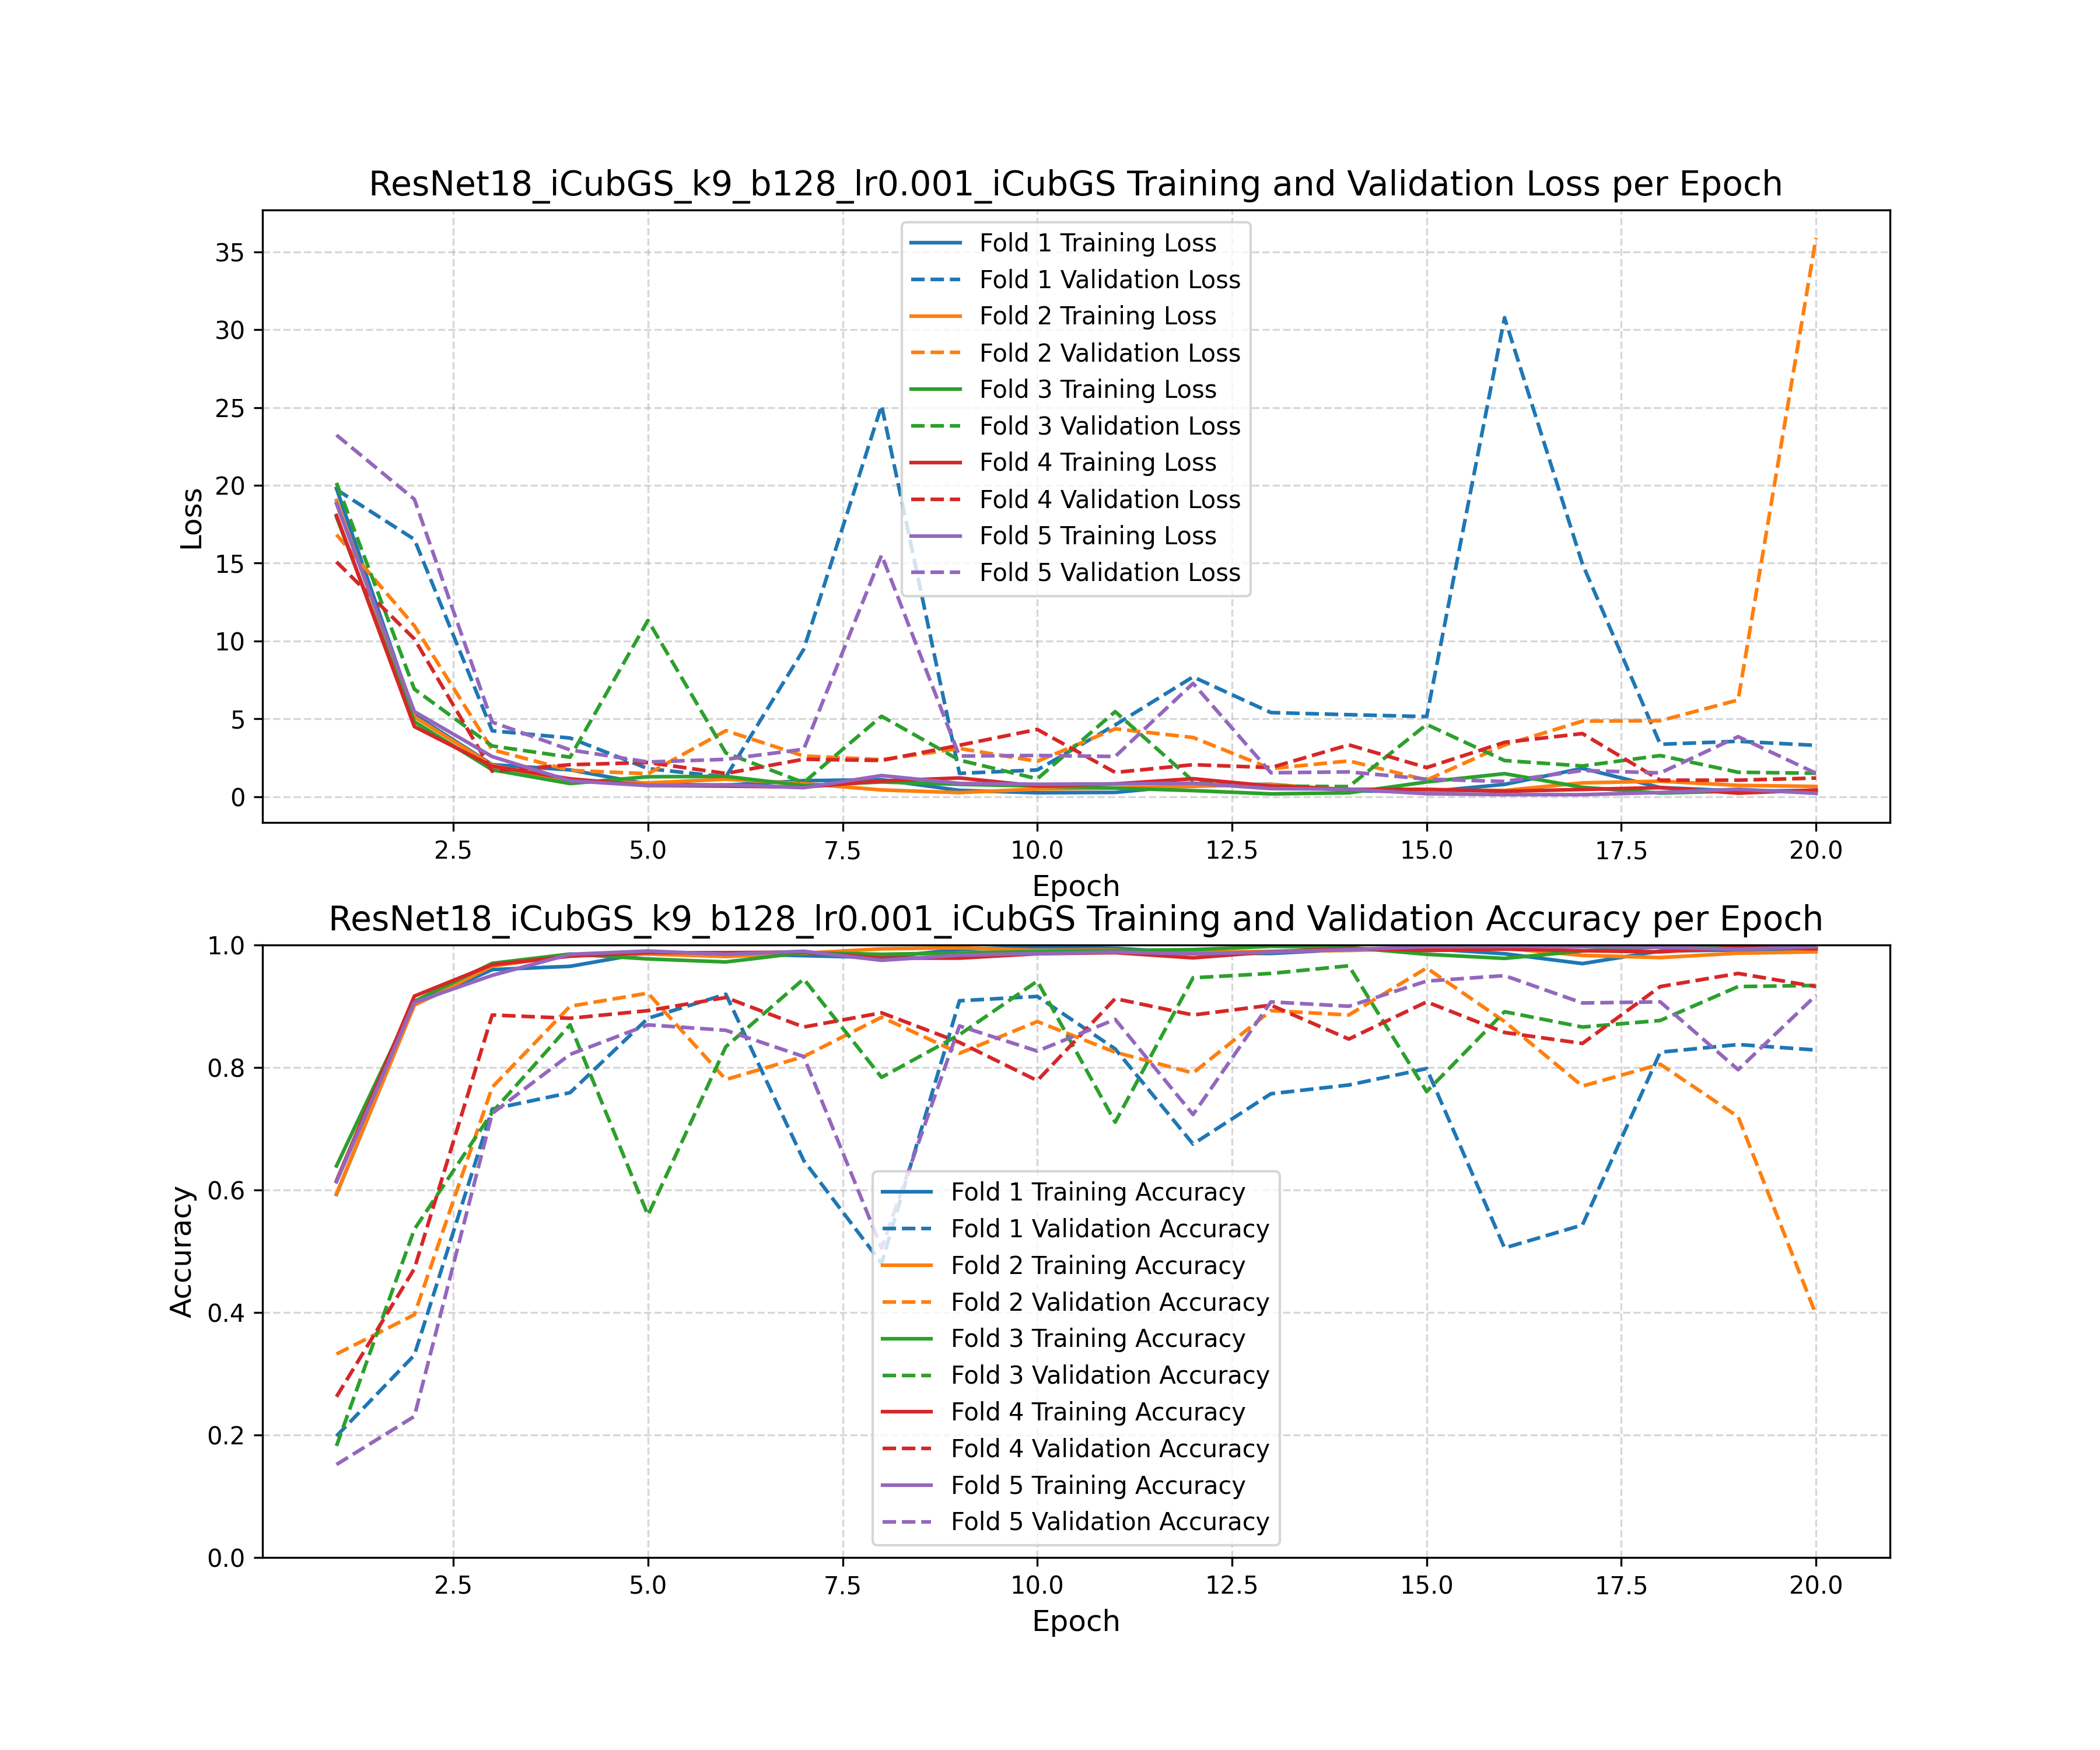 ResNet18_iCubGS_k9_b128_lr0.001_iCubGS Training and Validation Loss per Epoch
35
30
25
20
15
10
5
0
Loss
Fold 1 Training Loss
Fold 1 Validation Loss
Fold 2 Training Loss
Fold 2 Validation Loss
Fold 3 Training Loss
Fold 3 Validation Loss
Fold 4 Training Loss
Fold 4 Validation Loss
Fold 5 Training Loss
Fold 5 Validation Loss
2.5 5.0 7.5 10.0 12.5 15.0 17.5 20.0
Epoch
ResNet18_iCubGS_k9_b128_lr0.001_iCubGS Training and Validation Accuracy per Epoch
1.0
0.8
0.6
0.4
0.2
0.0
Accuracy
Fold 1 Training Accuracy
Fold 1 Validation Accuracy
Fold 2 Training Accuracy
Fold 2 Validation Accuracy
Fold 3 Training Accuracy
Fold 3 Validation Accuracy
Fold 4 Training Accuracy
Fold 4 Validation Accuracy
Fold 5 Training Accuracy
Fold 5 Validation Accuracy
2.5 5.0 7.5 10.0 12.5 15.0 17.5 20.0
Epoch